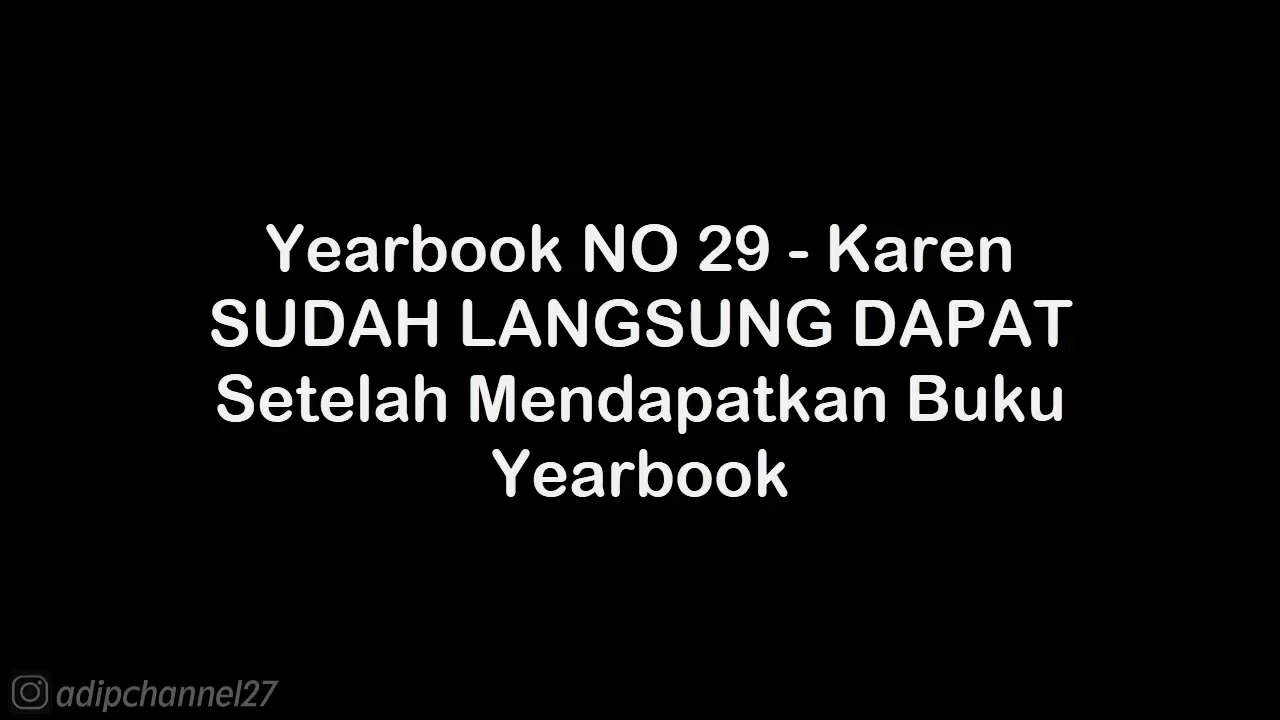 Yearbook NO 29 - Karen
SUDAH LANGSUNG DAPAT
Setelah Mendapatkan Buku
Yearbook
adipchannel27